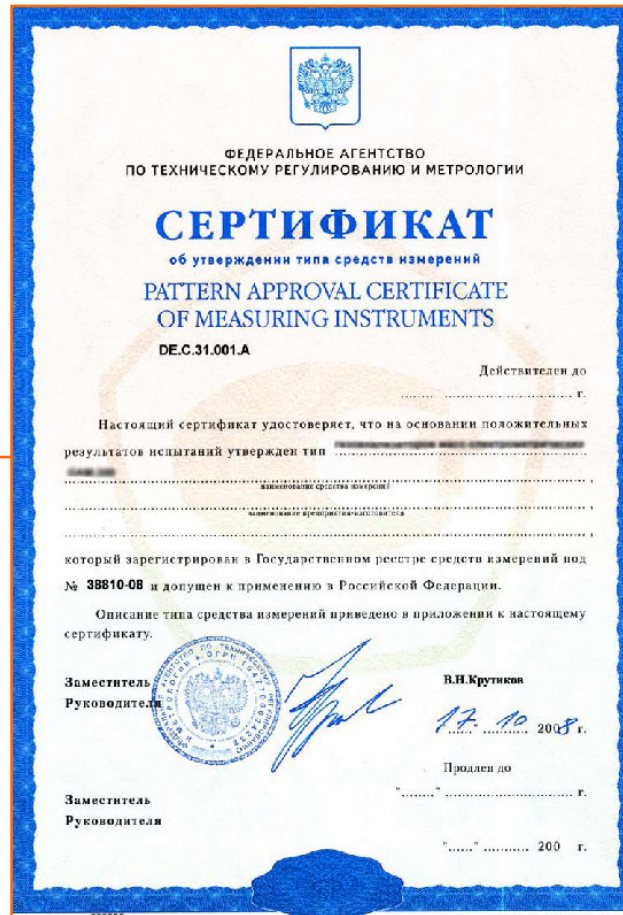 ФЕДЕРАЛЬНОЕ АГЕНТСТВО
ПО ТЕХНИЧЕСКОМУ РЕГУЛИРОВАНИЮ И МЕТРОЛОГИИ
СЕРТИФИКАТ
об утверждении типа средств измерений
PATTERN APPROVAL CERTIFICATE
OF MEASURING INSTRUMENTS
DE.C.31.001.A
Действителен до
г.
Настоящий сертификат удостоверяет, что на основании положительных
результатов испытаний утвержден тип
наименование средства измерений
наименование предприятия-изготовителя
который зарегистрирован в Государственном реестре средств измерений под
№ 38810-08 и допущен к применению в Российской Федерации.
Описание типа средства измерений приведено в приложении к настоящему
сертификату.
Заместитель
Руководителя
В.Н.Крутиков
17. 10 2008 г.
Продлен до
"......." г.
Заместитель
Руководителя
"......" ........... 200 г.